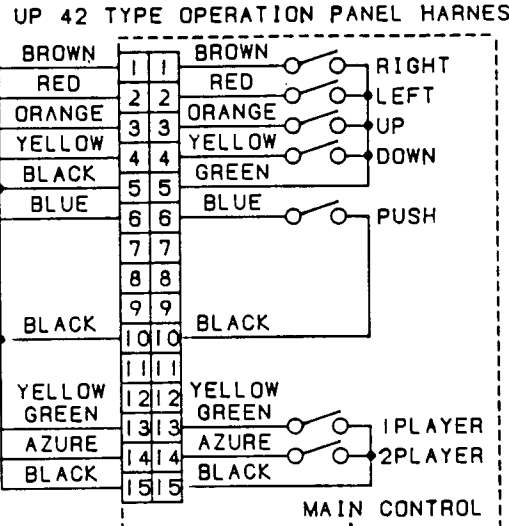 UP 42 TYPE OPERATION PANEL HARNES
BROWN 1 1 BROWN RIGHT
RED 2 2 RED LEFT
ORANGE 3 3 ORANGE UP
YELLOW 4 4 YELLOW DOWN
BLACK 5 5 GREEN
BLUE 6 6 BLUE PUSH
7 7
8 8
9 9
BLACK 10 10 BLACK
11 11
12 12
YELLOW GREEN 13 13 YELLOW GREEN 1PLAYER
AZURE 14 14 AZURE 2PLAYER
BLACK 15 15 BLACK
MAIN CONTROL